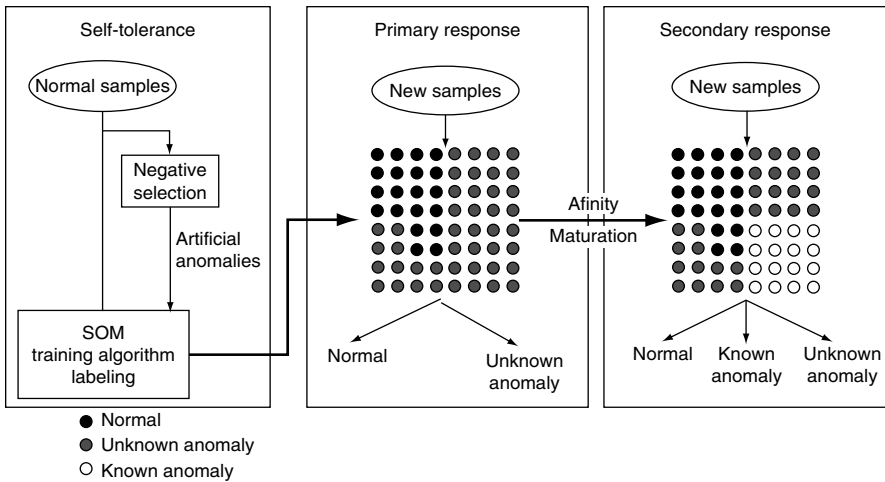 Self-tolerance
Normal samples
Negative
selection
Artificial
anomalies
SOM
training algorithm
labeling
Primary response
New samples
Normal
Unknown
anomaly
Afinity
Maturation
Secondary response
New samples
Normal
Known
anomaly
Unknown
anomaly
Normal
Unknown anomaly
Known anomaly